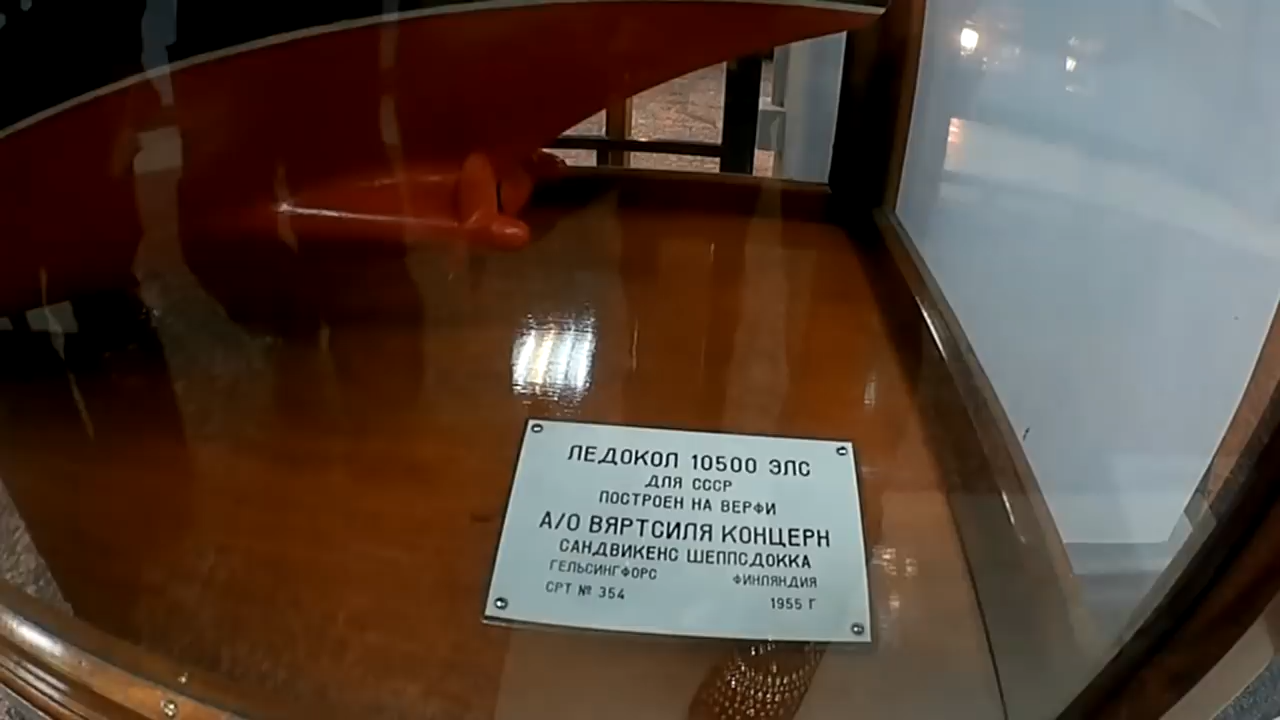 ЛЕДОКОЛ 10500 ЭЛС
ДЛЯ СССР
ПОСТРОЕН НА ВЕРФИ
А/О ВЯРТСИЛЯ КОНЦЕРН
САНДВИКЕНС ШЕППСДОККА
ГЕЛЬСИНГФОРС ФИНЛЯНДИЯ
СРТ № 354 1955 Г